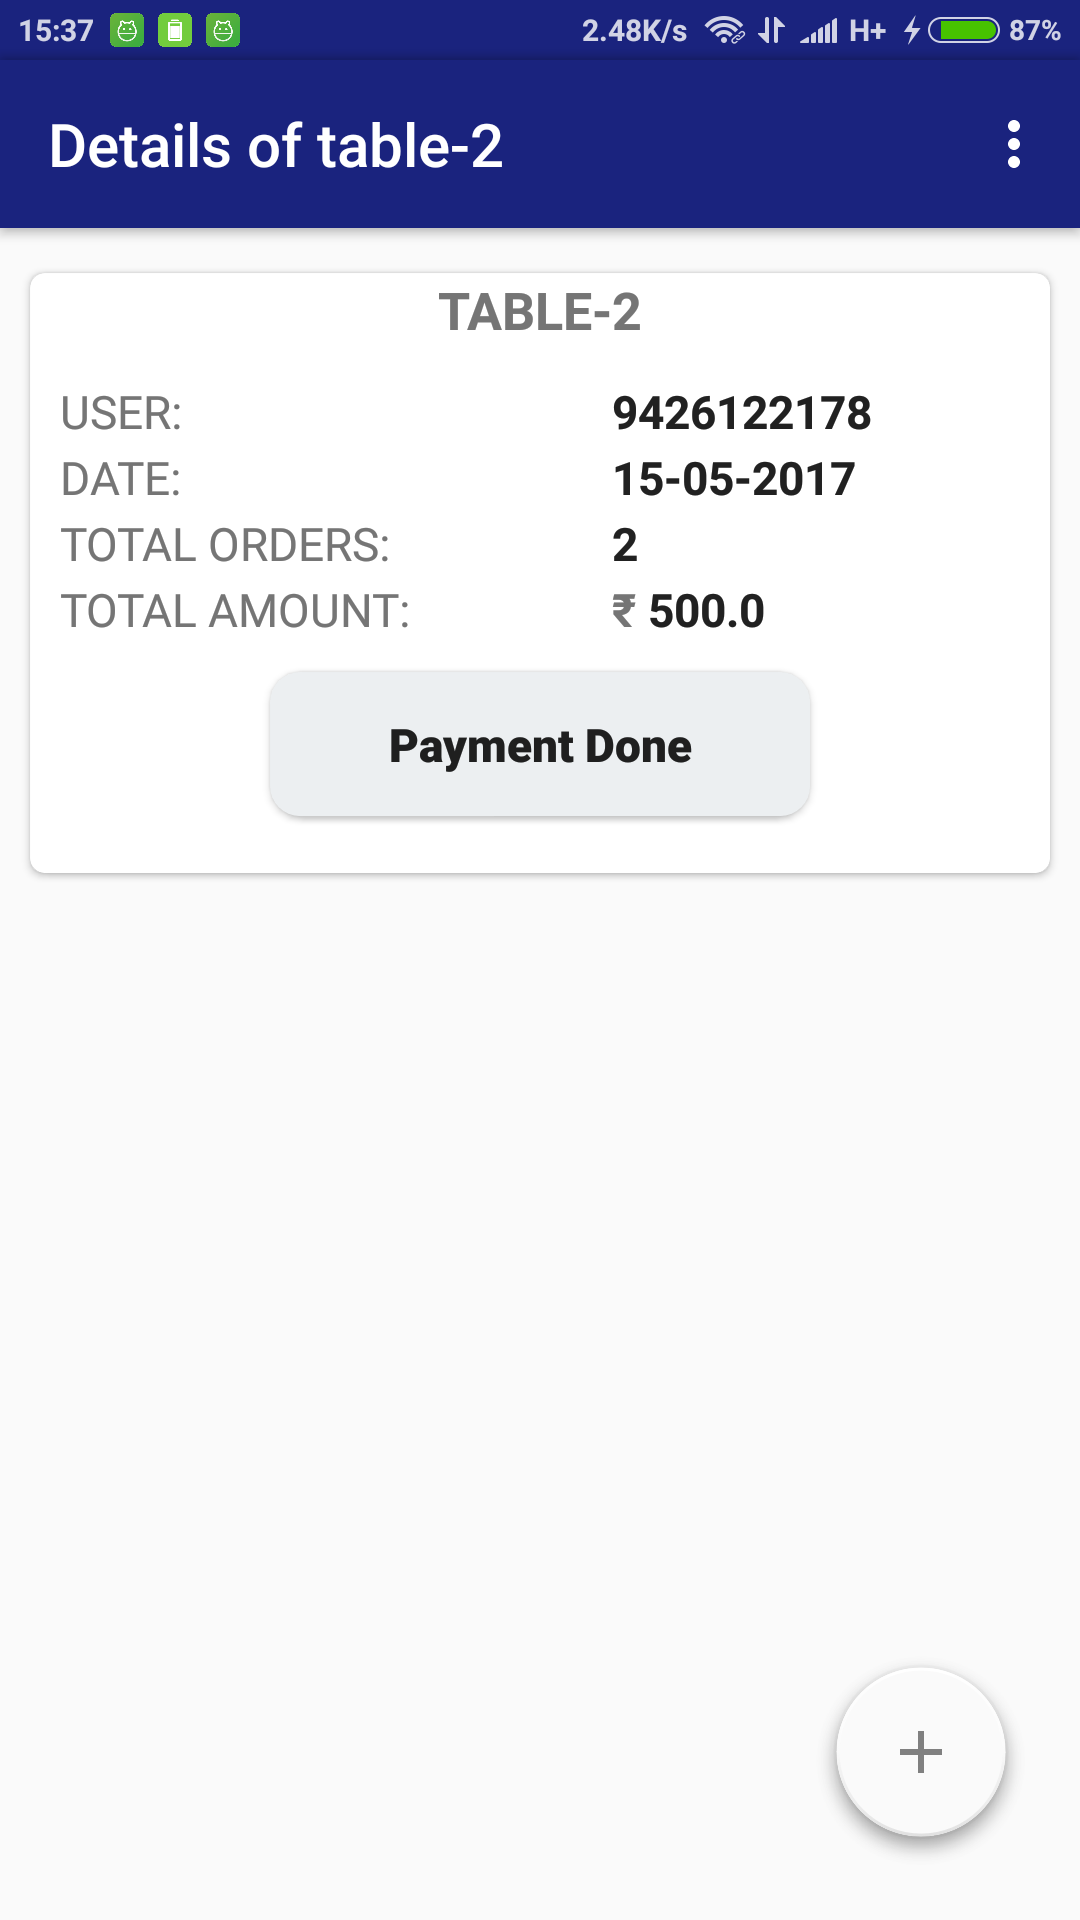 15:37 2.48K/s H+ 87%
Details of table-2
TABLE-2
USER: 9426122178
DATE: 15-05-2017
TOTAL ORDERS: 2
TOTAL AMOUNT: ₹ 500.0
Payment Done
+